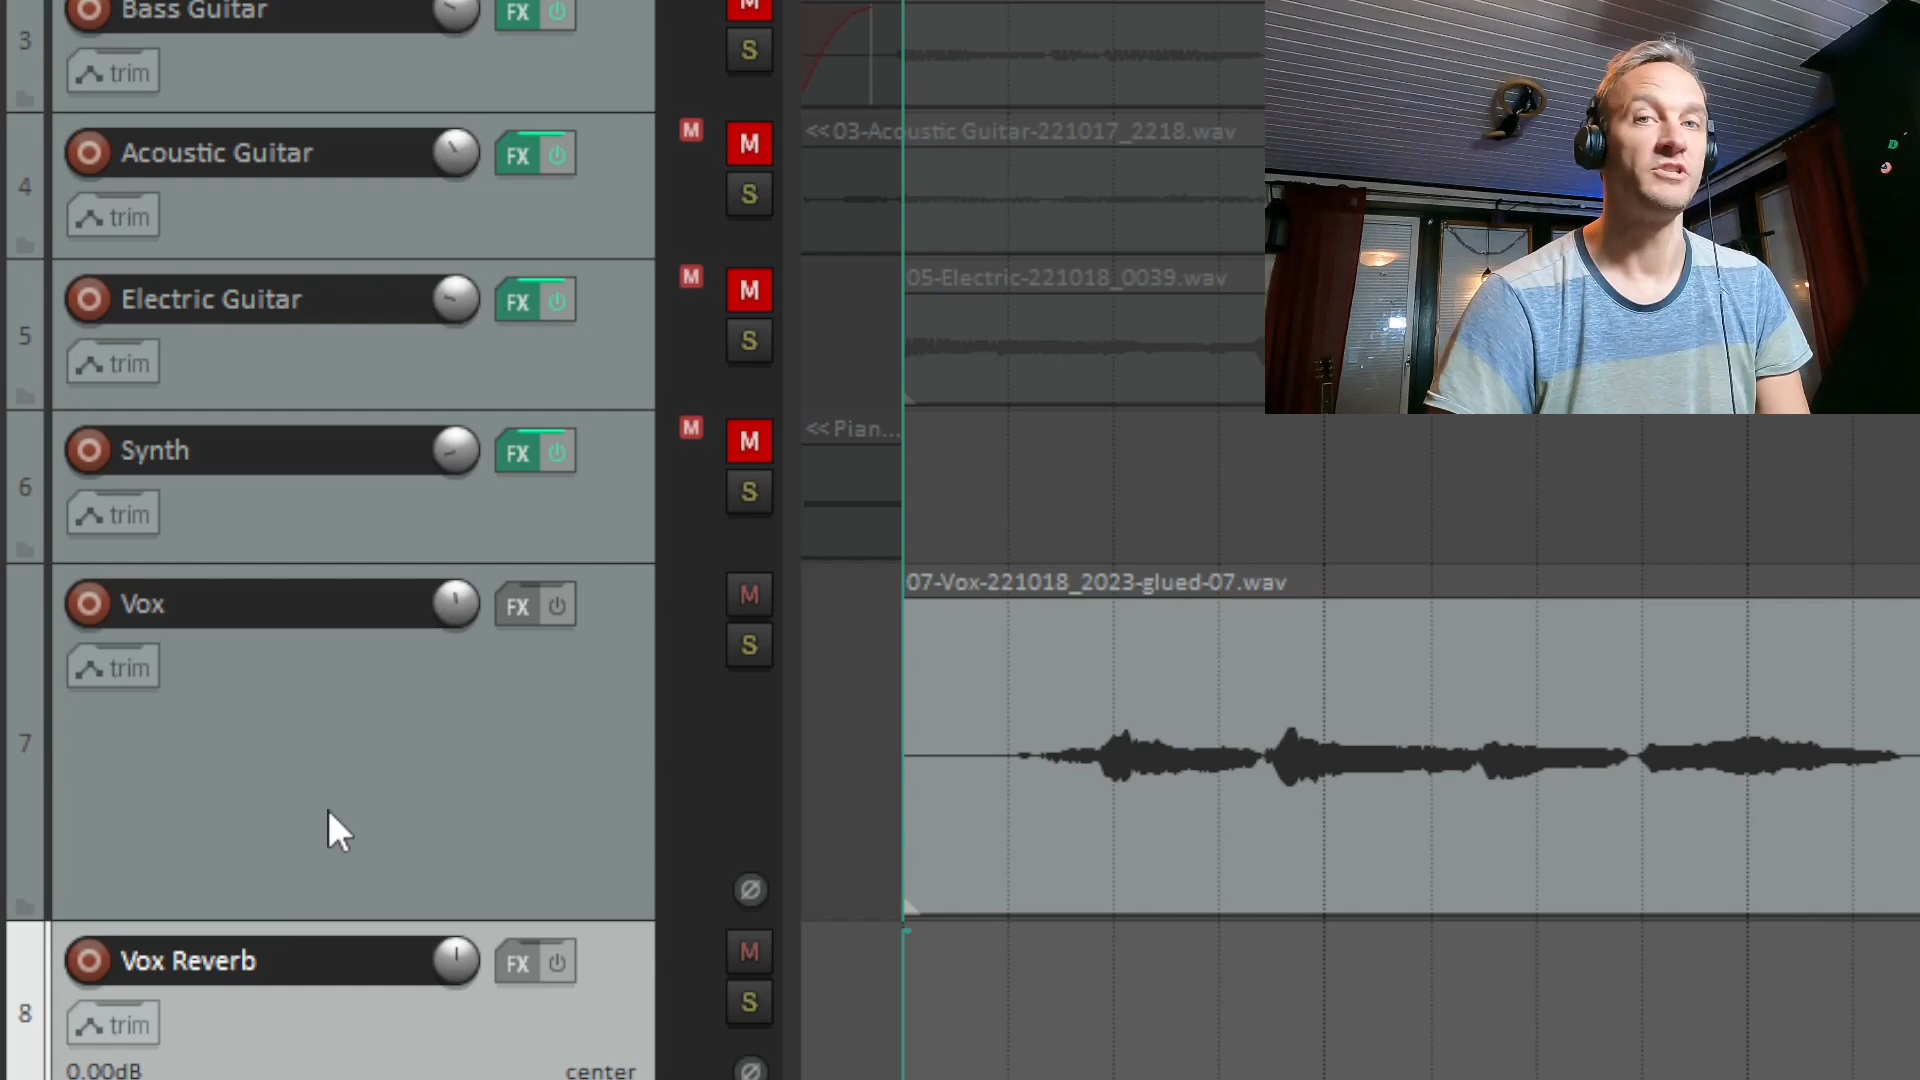 Bass Guitar
FX
M
3
S
trim
M
<<03-Acoustic Guitar-221017_2218.wav
Acoustic Guitar
FX
M
4
S
trim
M
05-Electric-221018_0039.wav
Electric Guitar
FX
M
5
S
trim
M
<<Pian...
Synth
FX
M
6
S
trim
07-Vox-221018_2023-glued-07.wav
Vox
FX
M
S
trim
7
Ø
Vox Reverb
FX
M
8
S
trim
0.00dB
center
Ø